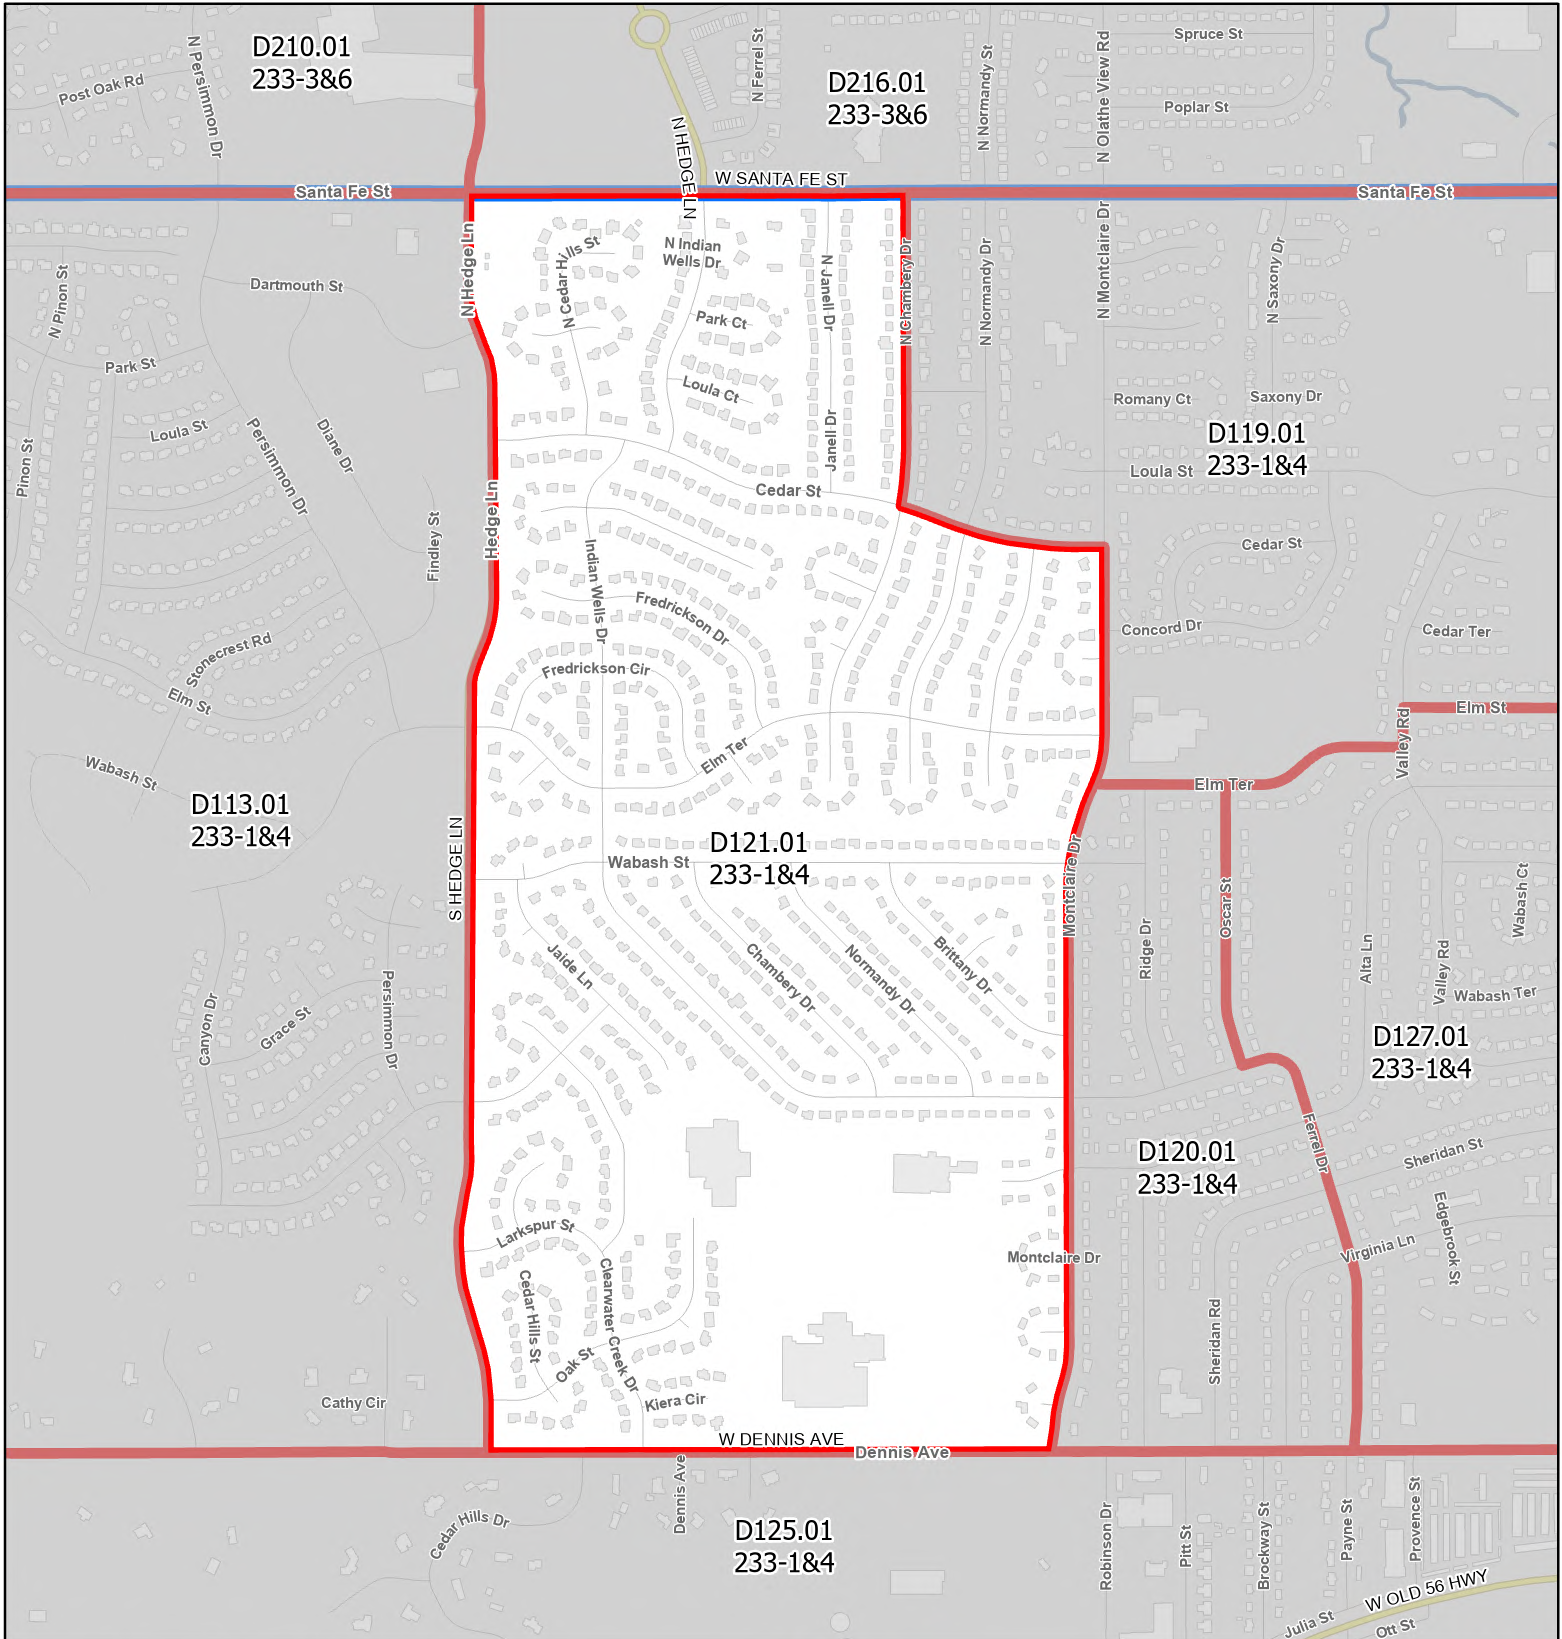 D210.01
233-3&6
Post Oak Rd
N Persimmon Dr
N Ferrel St
D216.01
233-3&6
N Normandy St
N Olathe View Rd
Spruce St
Poplar St
N HEDGE LN
W SANTA FE ST
Santa Fe St
Santa Fe St
N Hedge Ln
N Cedar Hills St
N Indian
Wells Dr
N Janell Dr
N Chambery Dr
N Normandy Dr
N Montclaire Dr
N Saxony Dr
N Pinon St
Dartmouth St
Park Ct
Park St
Loula Ct
Janell Dr
Romany Ct
Saxony Dr
D119.01
233-1&4
Pinon St
Loula St
Persimmon Dr
Diane Dr
Loula St
Cedar St
Hedge Ln
Findley St
Cedar St
Indian Wells Dr
Fredrickson Dr
Concord Dr
Cedar Ter
Stonecrest Rd
Elm St
Fredrickson Cir
Elm St
Valley Rd
Elm Ter
Wabash St
Elm Ter
D113.01
233-1&4
D121.01
233-1&4
S HEDGE LN
Wabash St
Montclaire Dr
Oscar St
Wabash Ct
Ridge Dr
Alta Ln
Valley Rd
Jaide Ln
Chambery Dr
Normandy Dr
Brittany Dr
Wabash Ter
Canyon Dr
Grace St
Persimmon Dr
D127.01
233-1&4
Ferrel Dr
D120.01
233-1&4
Sheridan St
Larkspur St
Edgebrook St
Virginia Ln
Montclaire Dr
Cedar Hills St
Clearwater Creek Dr
Sheridan Rd
Oak St
Cathy Cir
Kiera Cir
W DENNIS AVE
Dennis Ave
Dennis Ave
Cedar Hills Dr
D125.01
233-1&4
Robinson Dr
Pitt St
Brockway St
Payne St
Provence St
W OLD 56 HWY
Julia St
Ott St